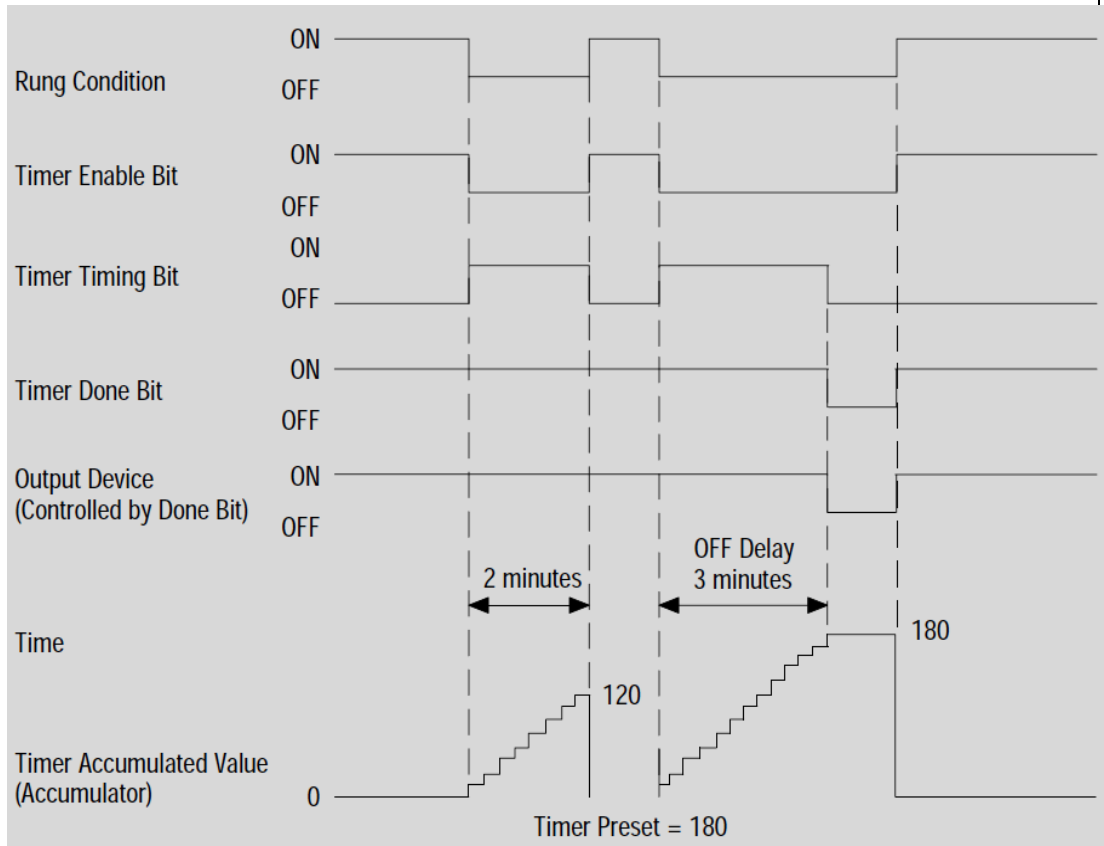 ON
Rung Condition
OFF
ON
Timer Enable Bit
OFF
ON
Timer Timing Bit
OFF
ON
Timer Done Bit
OFF
Output Device
ON
(Controlled by Done Bit)
OFF
OFF Delay
2 minutes
3 minutes
Time
180
120
Timer Accumulated Value
(Accumulator)
0
Timer Preset = 180